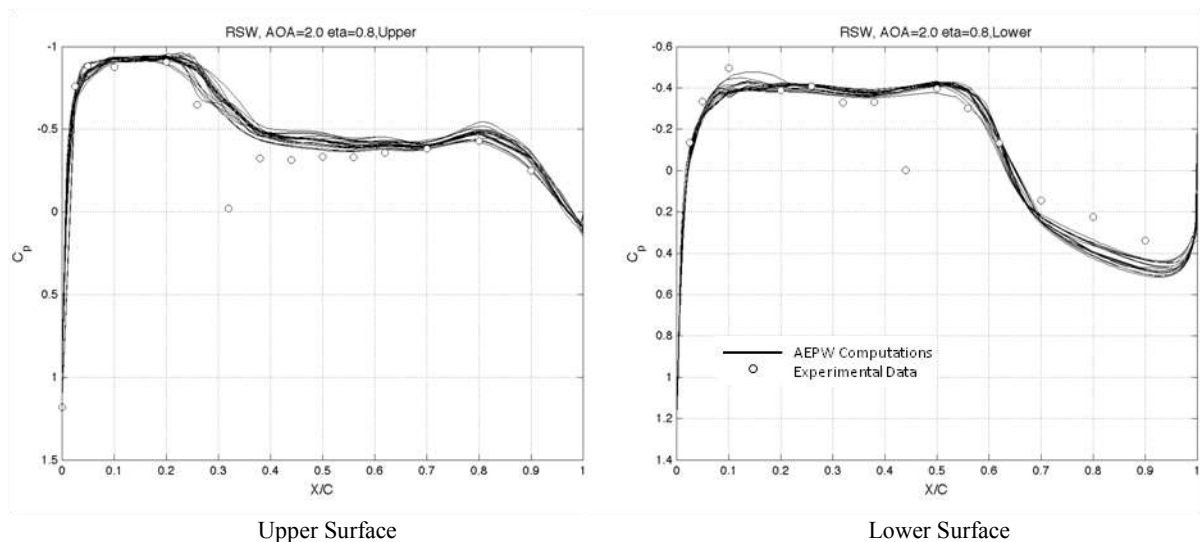 RSW, AOA=2.0 eta=0.8,Upper
-1
-0.5
0
0.5
1
1.5
Cp
0 0.1 0.2 0.3 0.4 0.5 0.6 0.7 0.8 0.9 1
X/C
Upper Surface
RSW, AOA=2.0 eta=0.8,Lower
-0.6
-0.4
-0.2
0
0.2
0.4
0.6
0.8
1
1.2
1.4
Cp
AEPW Computations
Experimental Data
0 0.1 0.2 0.3 0.4 0.5 0.6 0.7 0.8 0.9 1
X/C
Lower Surface